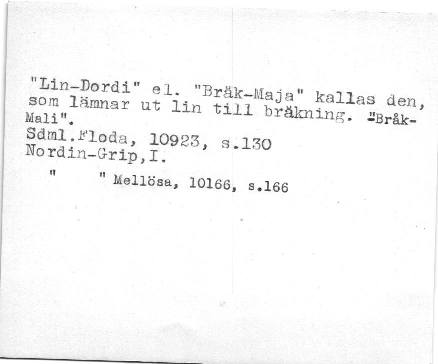 "Lin-Dordi" el. "Bråk-Maja" kallas den,
som lämnar ut lin till bråkning. "Bråk-
Mali".
Sdml.Floda, 10923, s.130
Nordin-Grip,I.
" " Mellösa, 10166, s.166